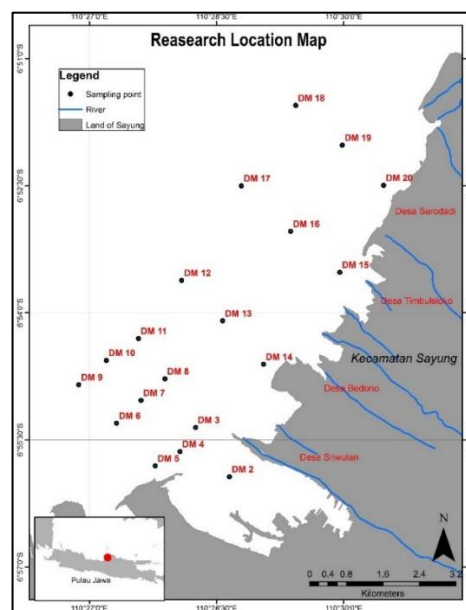 110°27'0"E
110°28'30"E
110°30'0"E
Reasearch Location Map
6°51'0"S
Legend
Sampling point
River
Land of Sayung
DM 18
DM 19
6°52'30"S
DM 17
DM 20
Desa Surodadi
DM 16
DM 15
DM 12
Desa Timbulsloko
6°54'0"S
DM 13
DM 11
Kecamatan Sayung
DM 10
DM 14
DM 8
DM 9
Desa Bedono
DM 7
DM 6
DM 3
6°55'30"S
DM 4
Desa Sriwulan
DM 5
DM 2
N
Pulau Jawa
6°57'0"S
0 0.4 0.8 1.6 2.4 3.2
Kilometers
110°27'0"E
110°28'30"E
110°30'0"E